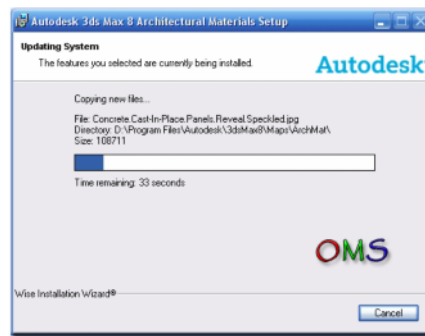 Autodesk 3ds Max 8 Architectural Materials Setup
Updating System
The features you selected are currently being installed.
Autodesk
Copying new files...
File: Concrete.Cast-In-Place.Panels.Reveal.Speckled.jpg
Directory: D:\Program Files\Autodesk\3dsMax8\Maps\ArchMat\
Size: 108711
Time remaining: 33 seconds
OMS
Wise Installation Wizard®
Cancel